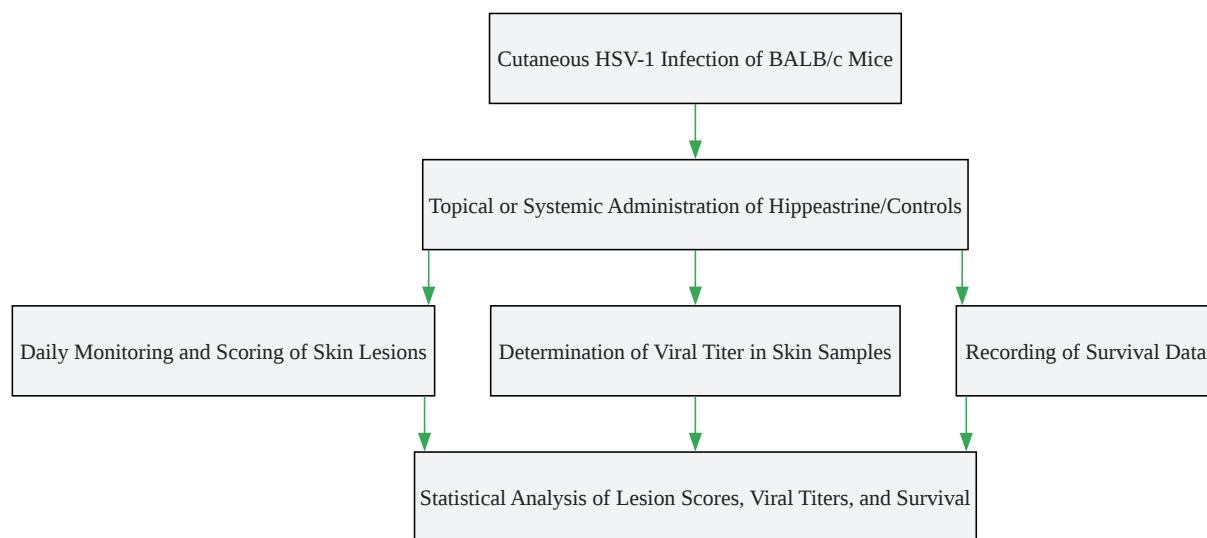 Cutaneous HSV-1 Infection of BALB/c Mice
Topical or Systemic Administration of Hippeastrine/Controls
Daily Monitoring and Scoring of Skin Lesions
Determination of Viral Titer in Skin Samples
Recording of Survival Data
Statistical Analysis of Lesion Scores, Viral Titers, and Survival